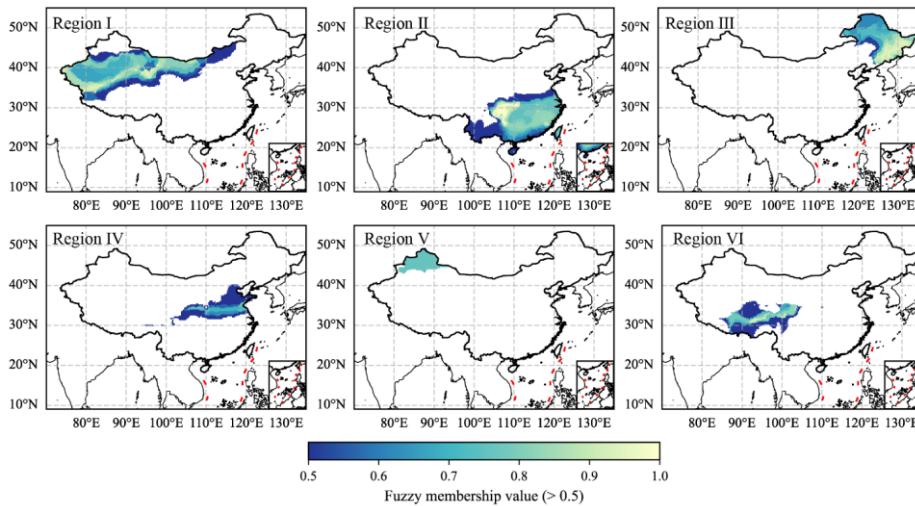 Region I
Region II
Region III
50°N
40°N
30°N
20°N
10°N
50°N
40°N
30°N
20°N
10°N
50°N
40°N
30°N
20°N
10°N
80°E 90°E 100°E 110°E 120°E 130°E
80°E 90°E 100°E 110°E 120°E 130°E
80°E 90°E 100°E 110°E 120°E 130°E
Region IV
Region V
Region VI
50°N
40°N
30°N
20°N
10°N
50°N
40°N
30°N
20°N
10°N
50°N
40°N
30°N
20°N
10°N
80°E 90°E 100°E 110°E 120°E 130°E
80°E 90°E 100°E 110°E 120°E 130°E
80°E 90°E 100°E 110°E 120°E 130°E
0.5 0.6 0.7 0.8 0.9 1.0
Fuzzy membership value (> 0.5)